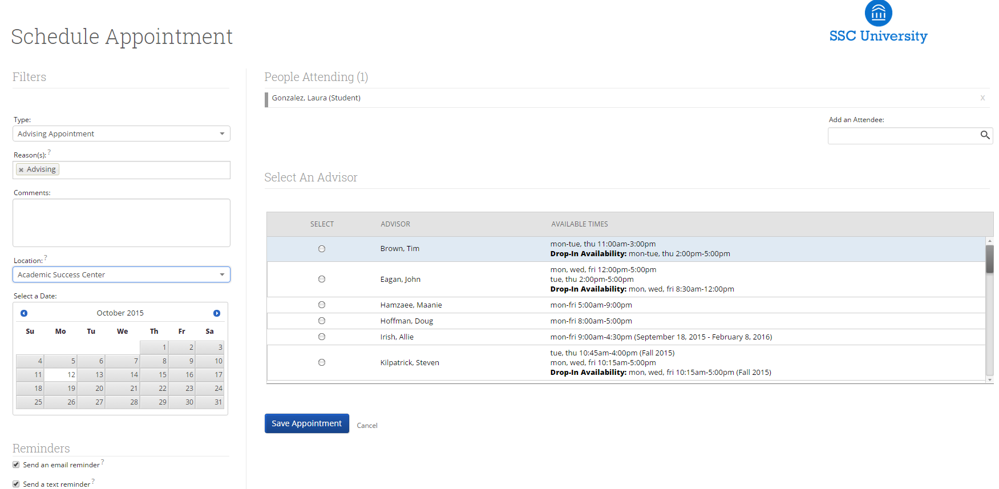 SSC University
Schedule Appointment
Filters
Type:
Advising Appointment
Reason(s): ?
× Advising
Comments:
Location: ?
Academic Success Center
Select a Date:
October 2015
Su Mo Tu We Th Fr Sa
1 2 3
4 5 6 7 8 9 10
11 12 13 14 15 16 17
18 19 20 21 22 23 24
25 26 27 28 29 30 31
Reminders
Send an email reminder ?
Send a text reminder ?
People Attending (1)
Gonzalez, Laura (Student) X
Add an Attendee:
Select An Advisor
SELECT ADVISOR AVAILABLE TIMES
Brown, Tim
mon-tue, thu 11:00am-3:00pm
Drop-In Availability: mon-tue, thu 2:00pm-5:00pm
Eagan, John
mon, wed, fri 12:00pm-5:00pm
tue, thu 2:00pm-5:00pm
Drop-In Availability: mon, wed, fri 8:30am-12:00pm
Hamzaee, Maanie mon-fri 5:00am-9:00pm
Hoffman, Doug mon-fri 8:00am-5:00pm
Irish, Allie mon-fri 9:00am-4:30pm (September 18, 2015 - February 8, 2016)
Kilpatrick, Steven
tue, thu 10:45am-4:00pm (Fall 2015)
mon, wed, fri 10:15am-5:00pm
Drop-In Availability: mon, wed, fri 10:15am-5:00pm (Fall 2015)
Save Appointment Cancel